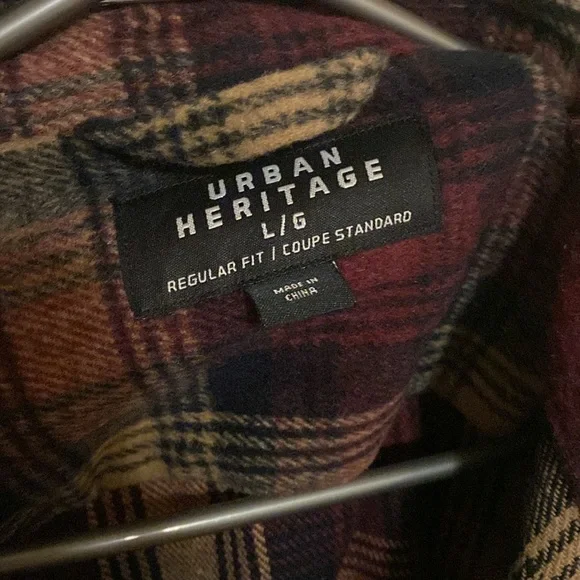 URBAN
HERITAGE
L/G
REGULAR FIT / COUPE STANDARD
MADE IN
CHINA